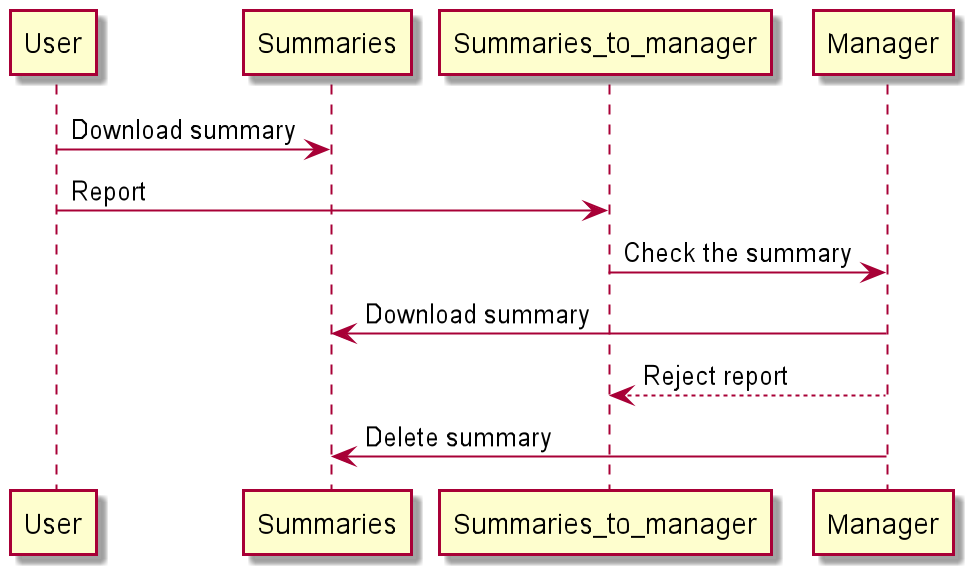 User
Summaries
Summaries_to_manager
Manager
Download summary
Report
Check the summary
Download summary
Reject report
Delete summary
User
Summaries
Summaries_to_manager
Manager